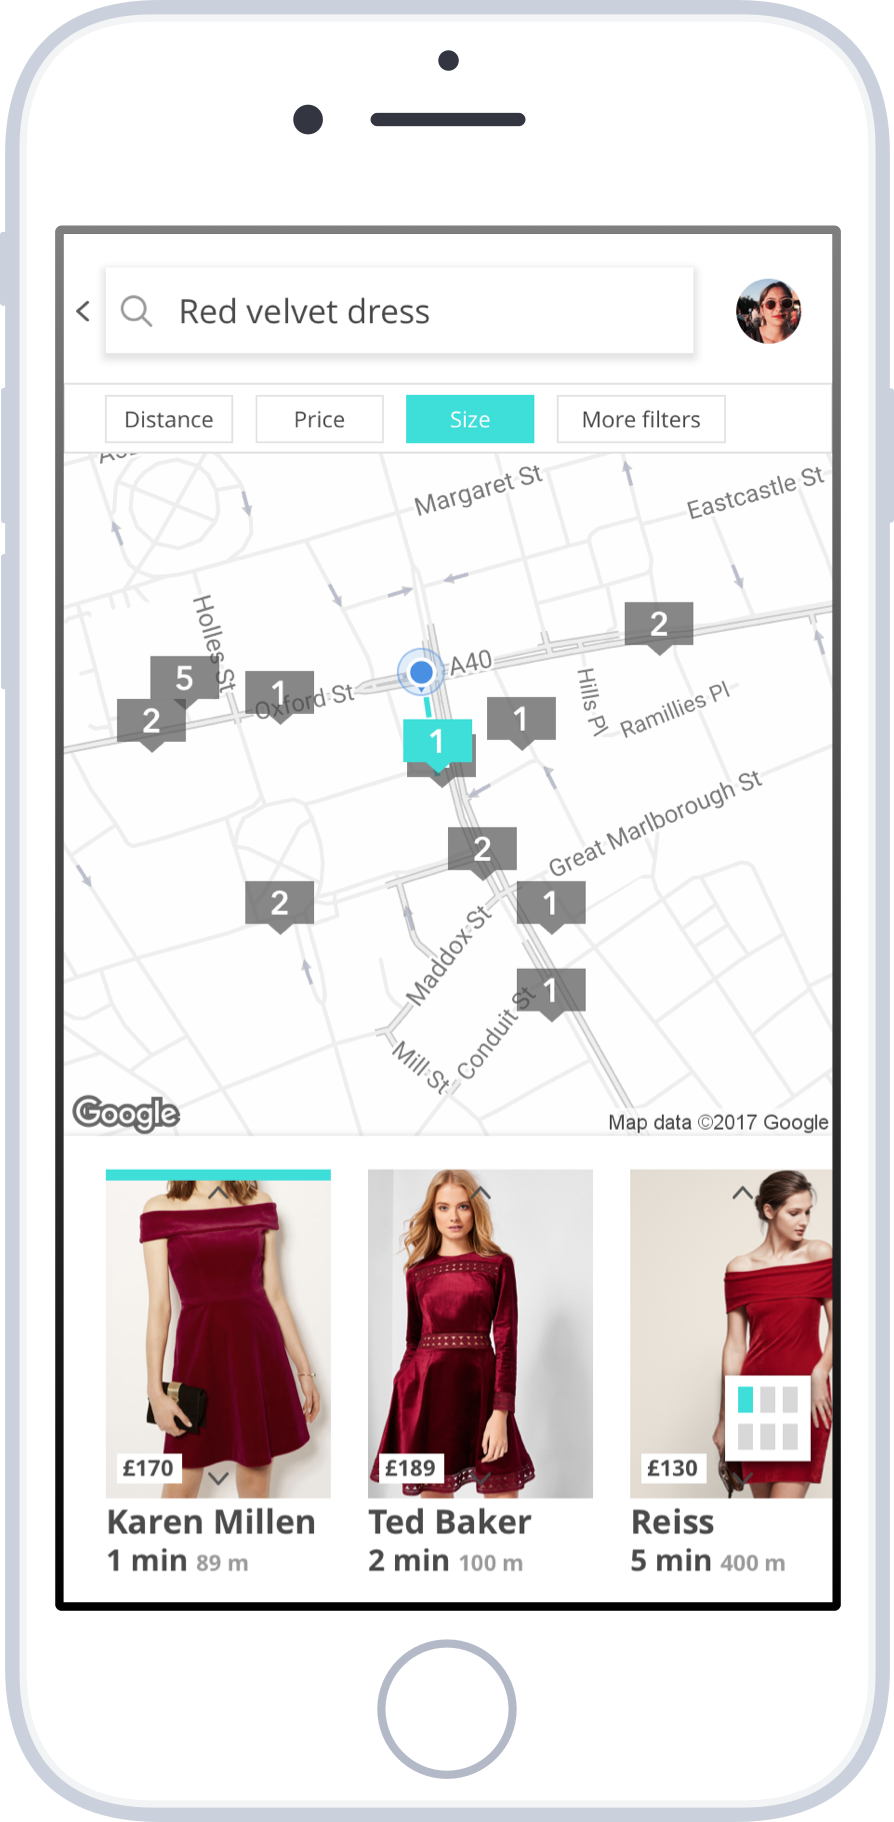 Red velvet dress
Distance
Price
Size
More filters
Margaret St
Eastcastle St
Holles St
2
A40
5
1
Oxford St
2
Hills Pl
1
Ramillies Pl
1
Great Marlborough St
2
2
1
Maddox St
1
Conduit St
Mill St
Google
Map data ©2017 Google
£170
£189
£130
Karen Millen
Ted Baker
Reiss
1 min 89 m
2 min 100 m
5 min 400 m